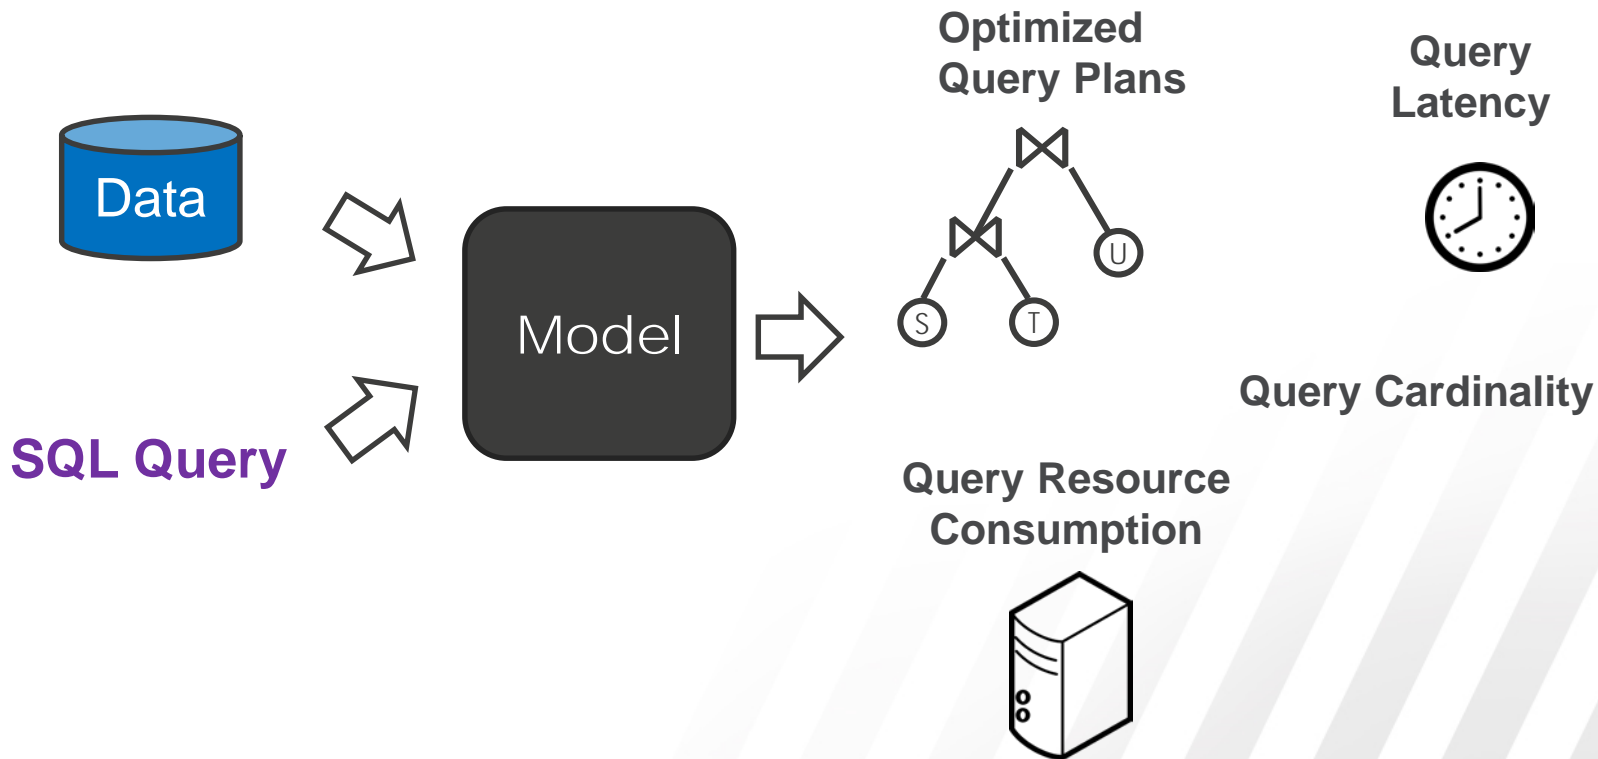 Data
SQL Query
Model
Optimized
Query Plans
U
S
T
Query
Latency
Query Cardinality
Query Resource
Consumption